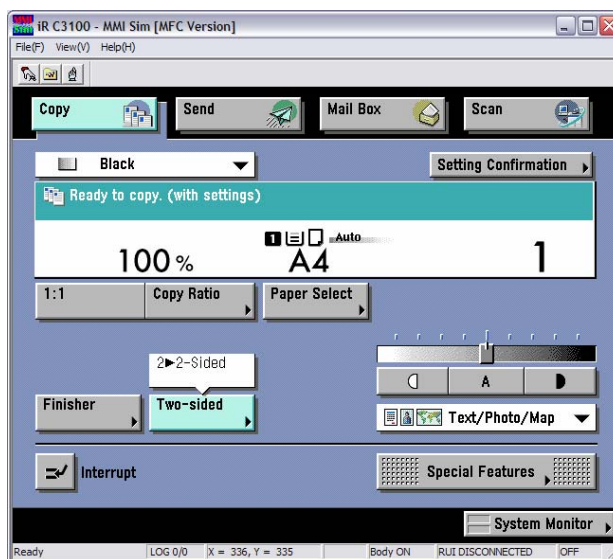 MMI Sim iR C3100 - MMI Sim [MFC Version]
File(F) View(V) Help(H)
Copy Send Mail Box Scan
Black Setting Confirmation
Ready to copy. (with settings)
1 Auto
100% A4 1
1:1 Copy Ratio Paper Select
2▶2-Sided
A
Finisher Two-sided Text/Photo/Map
Interrupt Special Features
System Monitor
Ready LOG 0/0 X = 336, Y = 335 Body ON RUI DISCONNECTED OFF